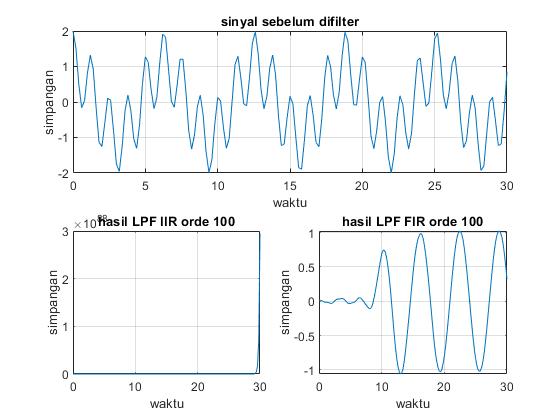 sinyal sebelum difilter
2
1
0
-1
-2
simpangan
0 5 10 15 20 25 30
waktu
hasil LPF IIR orde 100
3
2
1
0
simpangan
0 10 20 30
waktu
hasil LPF FIR orde 100
1
0.5
0
-0.5
-1
simpangan
0 10 20 30
waktu